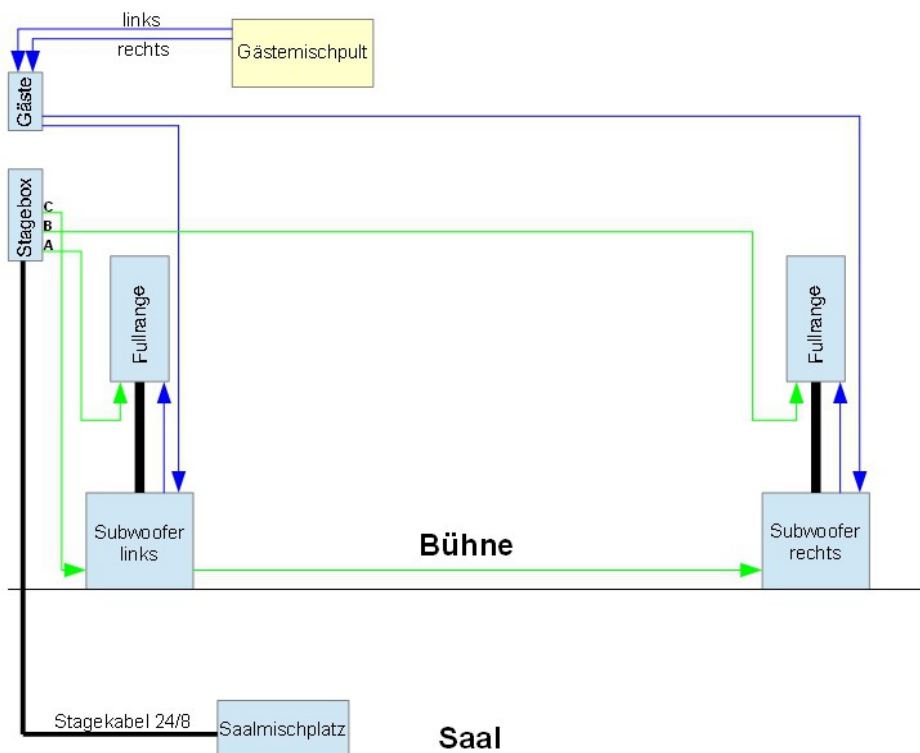 links
rechts
Gästemischpult
Gäste
Stagebox
C
B
A
Fullrange
Fullrange
Subwoofer
links
Bühne
Subwoofer
rechts
Stagekabel 24/8
Saalmischplatz
Saal